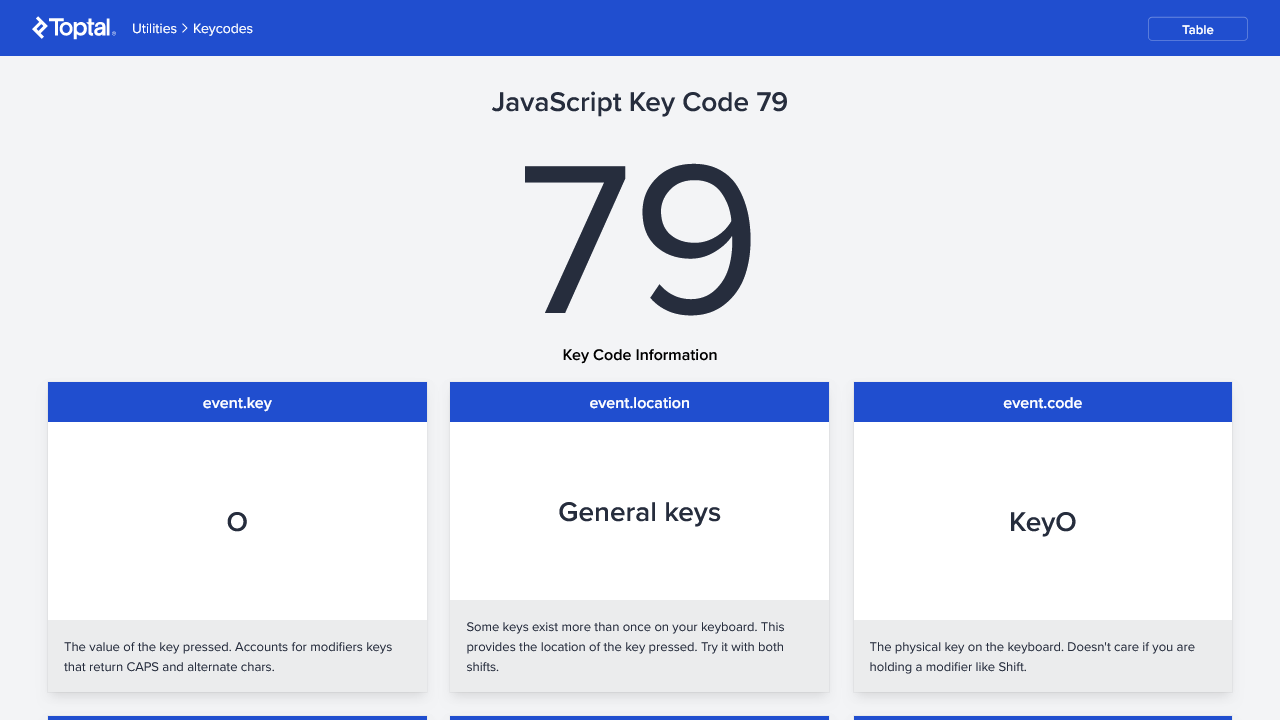 Toptal®
Utilities > Keycodes
Table
JavaScript Key Code 79
79
Key Code Information
event.key
O
The value of the key pressed. Accounts for modifiers keys
that return CAPS and alternate chars.
event.location
General keys
Some keys exist more than once on your keyboard. This
provides the location of the key pressed. Try it with both
shifts.
event.code
KeyO
The physical key on the keyboard. Doesn't care if you are
holding a modifier like Shift.